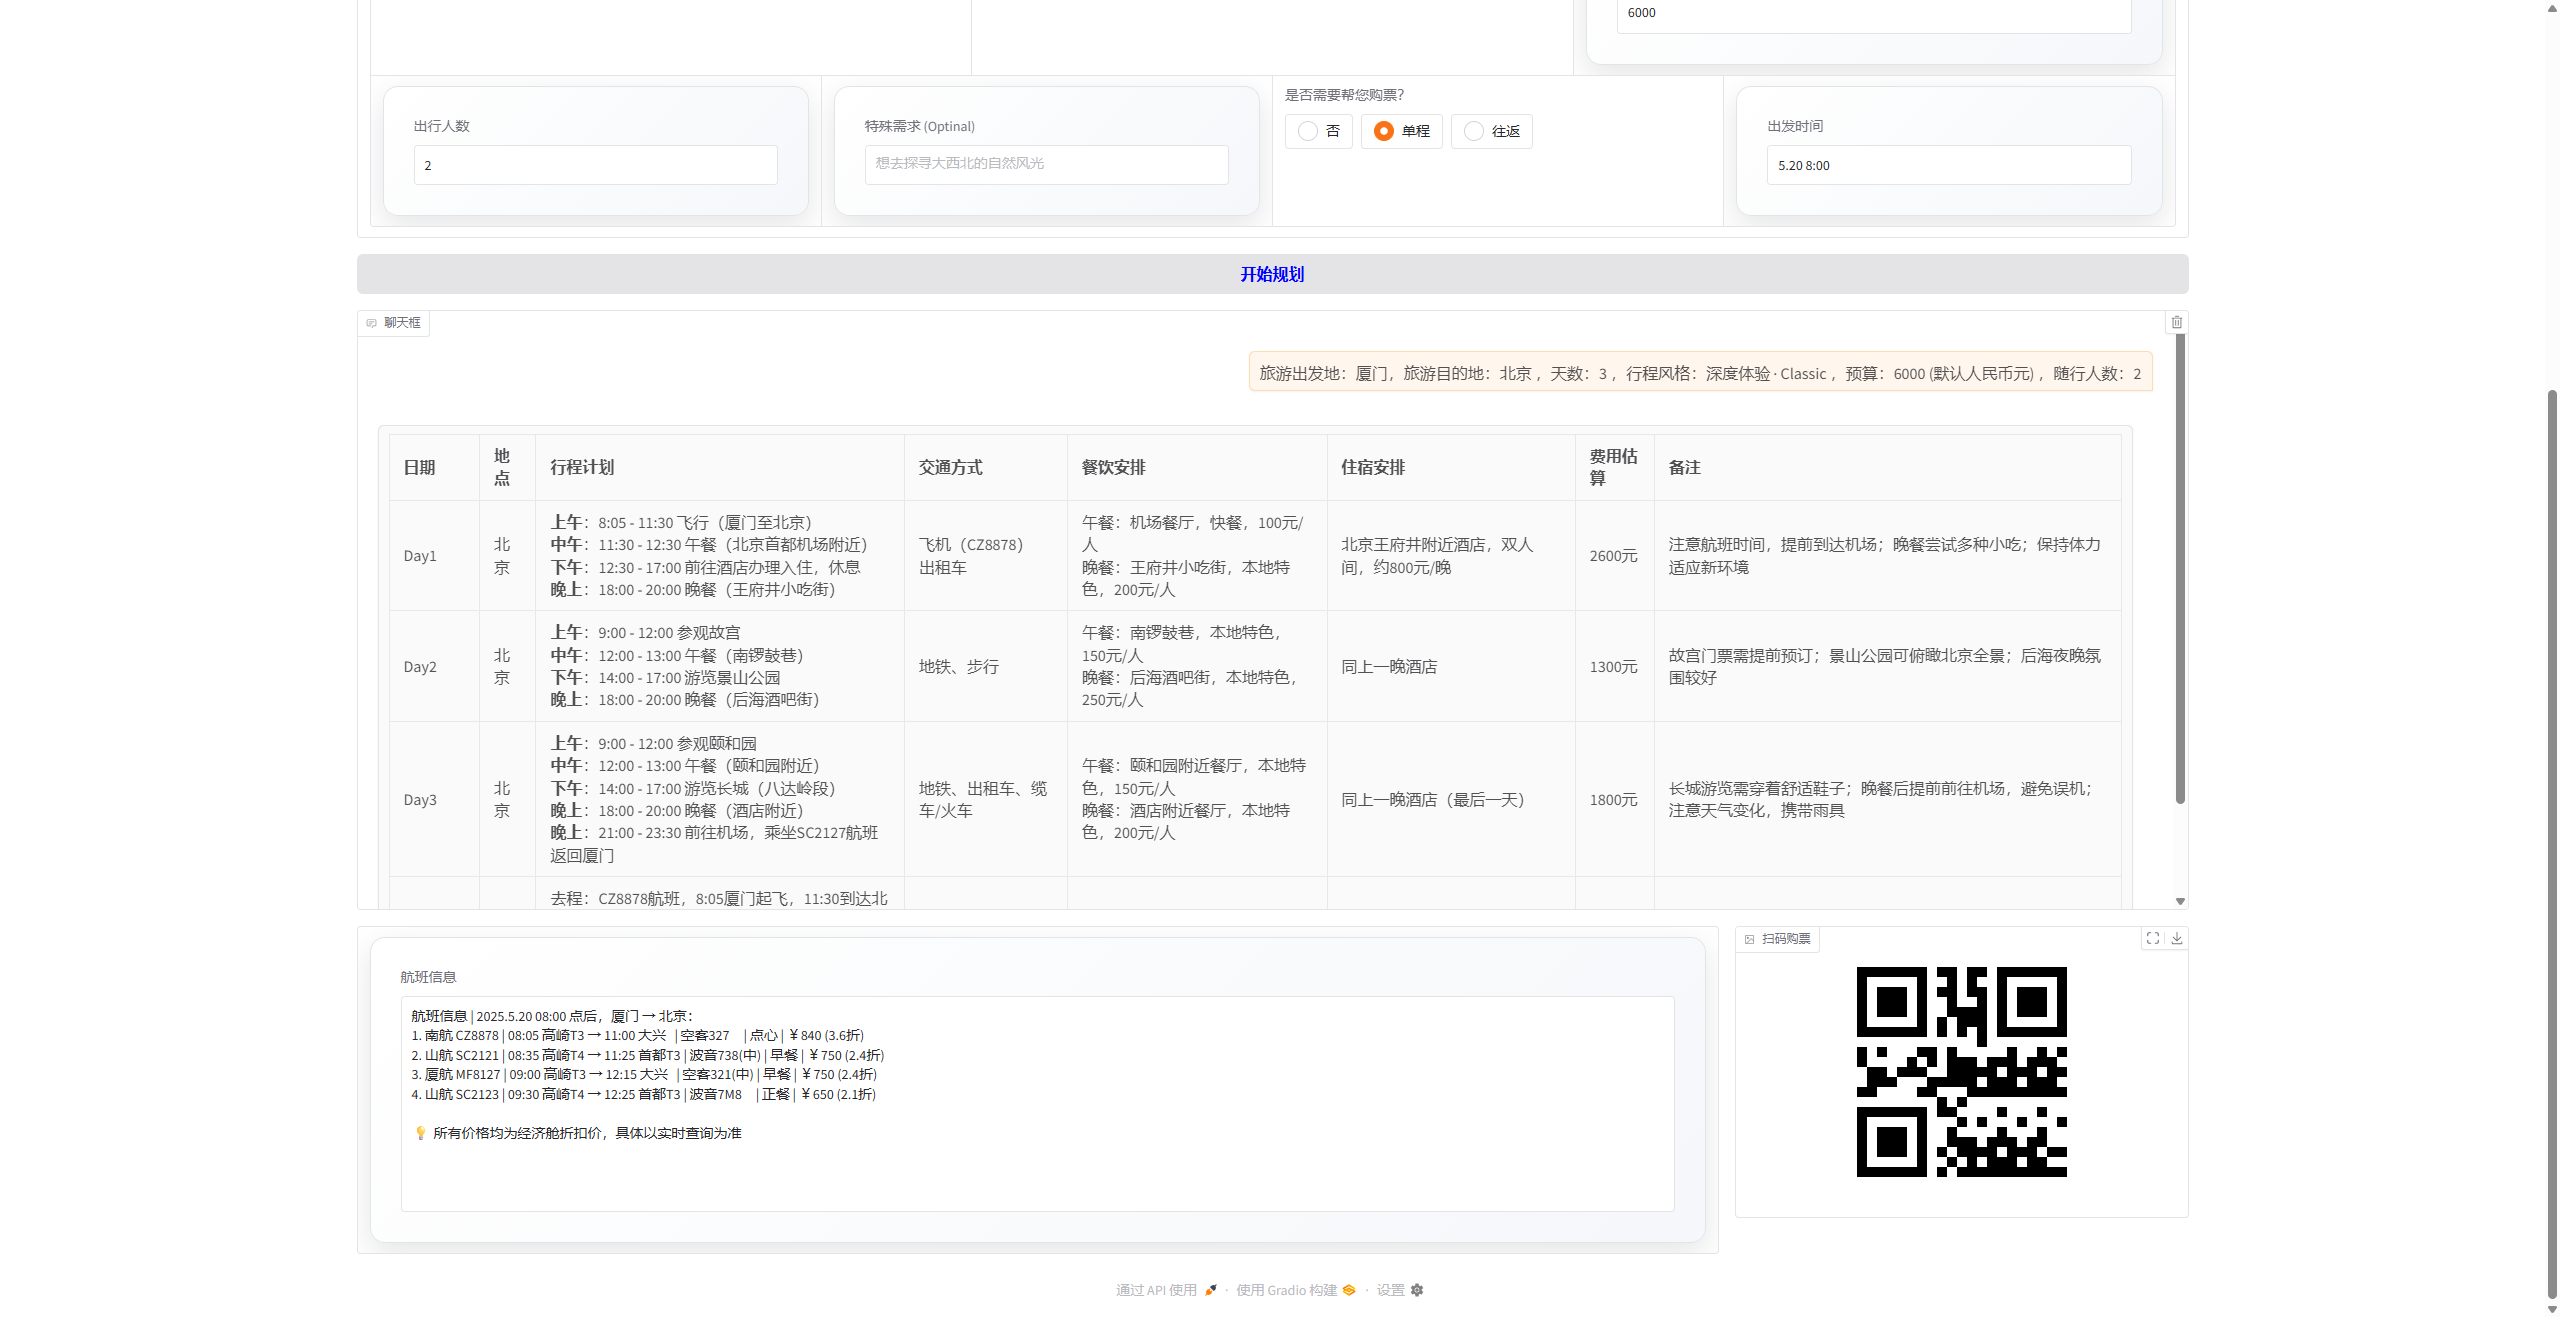 6000
出行人数
2
特殊需求 (Optinal)
想去探寻大西北的自然风光
是否需要帮您购票?
否
单程
往返
出发时间
5.20 8:00
开始规划
聊天框
旅游出发地：厦门，旅游目的地：北京 ，天数：3 ，行程风格：深度体验 · Classic ，预算：6000 (默认人民币元) ，随行人数：2
日期
地
点
行程计划
交通方式
餐饮安排
住宿安排
费用估
算
备注
Day1
北
京
上午：8:05 - 11:30 飞行（厦门至北京）
中午：11:30 - 12:30 午餐（北京首都机场附近）
下午：12:30 - 17:00 前往酒店办理入住，休息
晚上：18:00 - 20:00 晚餐（王府井小吃街）
飞机（CZ8878）
出租车
午餐：机场餐厅，快餐，100元/
人
晚餐：王府井小吃街，本地特
色，200元/人
北京王府井附近酒店，双人
间，约800元/晚
2600元
注意航班时间，提前到达机场；晚餐尝试多种小吃；保持体力
适应新环境
Day2
北
京
上午：9:00 - 12:00 参观故宫
中午：12:00 - 13:00 午餐（南锣鼓巷）
下午：14:00 - 17:00 游览景山公园
晚上：18:00 - 20:00 晚餐（后海酒吧街）
地铁、步行
午餐：南锣鼓巷，本地特色，
150元/人
晚餐：后海酒吧街，本地特色，
250元/人
同上一晚酒店
1300元
故宫门票需提前预订；景山公园可俯瞰北京全景；后海夜晚氛
围较好
Day3
北
京
上午：9:00 - 12:00 参观颐和园
中午：12:00 - 13:00 午餐（颐和园附近）
下午：14:00 - 17:00 游览长城（八达岭段）
晚上：18:00 - 20:00 晚餐（酒店附近）
晚上：21:00 - 23:30 前往机场，乘坐SC2127航班
返回厦门
地铁、出租车、缆
车/火车
午餐：颐和园附近餐厅，本地特
色，150元/人
晚餐：酒店附近餐厅，本地特
色，200元/人
同上一晚酒店（最后一天）
1800元
长城游览需穿着舒适鞋子；晚餐后提前前往机场，避免误机；
注意天气变化，携带雨具
去程：CZ8878航班，8:05厦门起飞，11:30到达北
航班信息
航班信息 | 2025.5.20 08:00 点后，厦门 → 北京：
1. 南航 CZ8878 | 08:05 高崎T3 → 11:00 大兴 | 空客327 | 点心 | ￥840 (3.6折)
2. 山航 SC2121 | 08:35 高崎T4 → 11:25 首都T3 | 波音738(中) | 早餐 | ￥750 (2.4折)
3. 厦航 MF8127 | 09:00 高崎T3 → 12:15 大兴 | 空客321(中) | 早餐 | ￥750 (2.4折)
4. 山航 SC2123 | 09:30 高崎T4 → 12:25 首都T3 | 波音7M8 | 正餐 | ￥650 (2.1折)
💡 所有价格均为经济舱折扣价，具体以实时查询为准
扫码购票
通过 API 使用 · 使用 Gradio 构建 · 设置